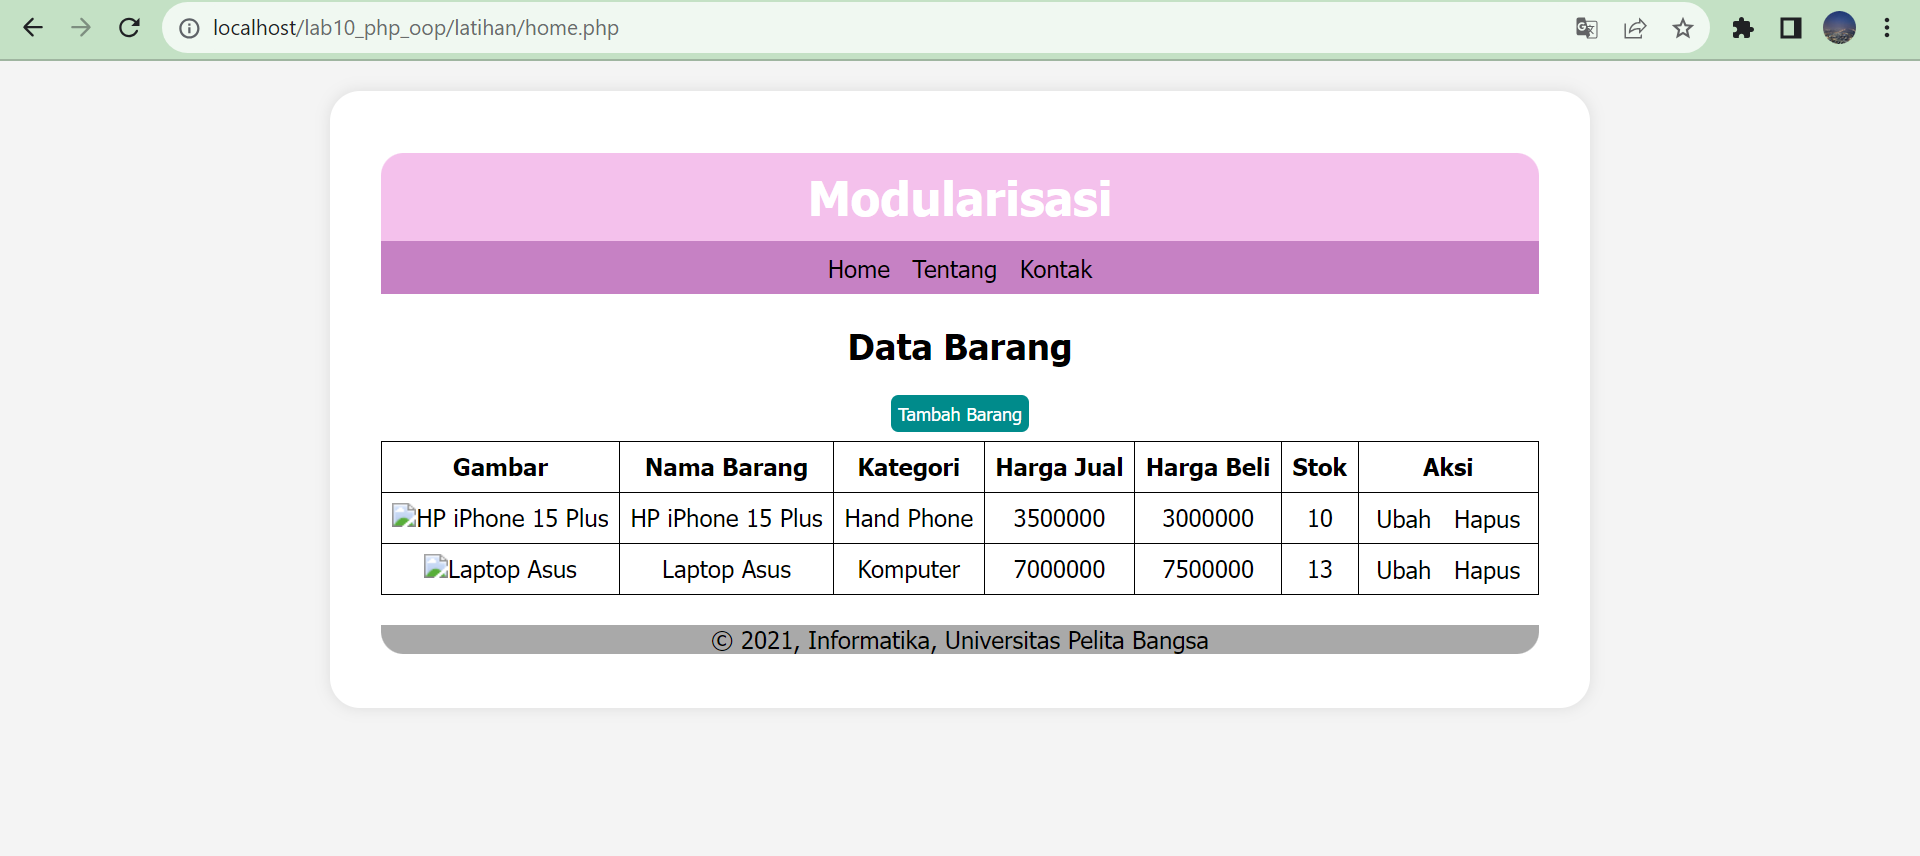 localhost/lab10_php_oop/latihan/home.php
Modularisasi
Home Tentang Kontak
Data Barang
Tambah Barang
Gambar Nama Barang Kategori Harga Jual Harga Beli Stok Aksi
HP iPhone 15 Plus HP iPhone 15 Plus Hand Phone 3500000 3000000 10 Ubah Hapus
Laptop Asus Laptop Asus Komputer 7000000 7500000 13 Ubah Hapus
© 2021, Informatika, Universitas Pelita Bangsa